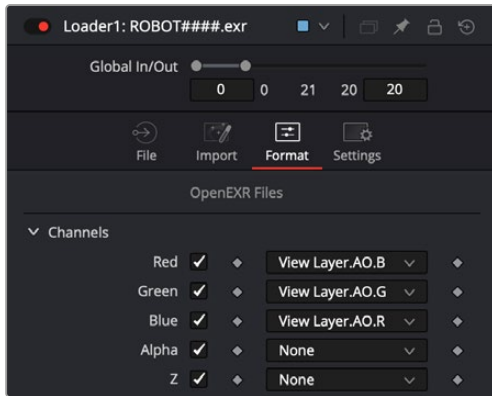 Loader1: ROBOT####.exr
Global In/Out
0 0 21 20 20
File Import Format Settings
OpenEXR Files
Channels
Red View Layer.AO.B
Green View Layer.AO.G
Blue View Layer.AO.R
Alpha None
Z None